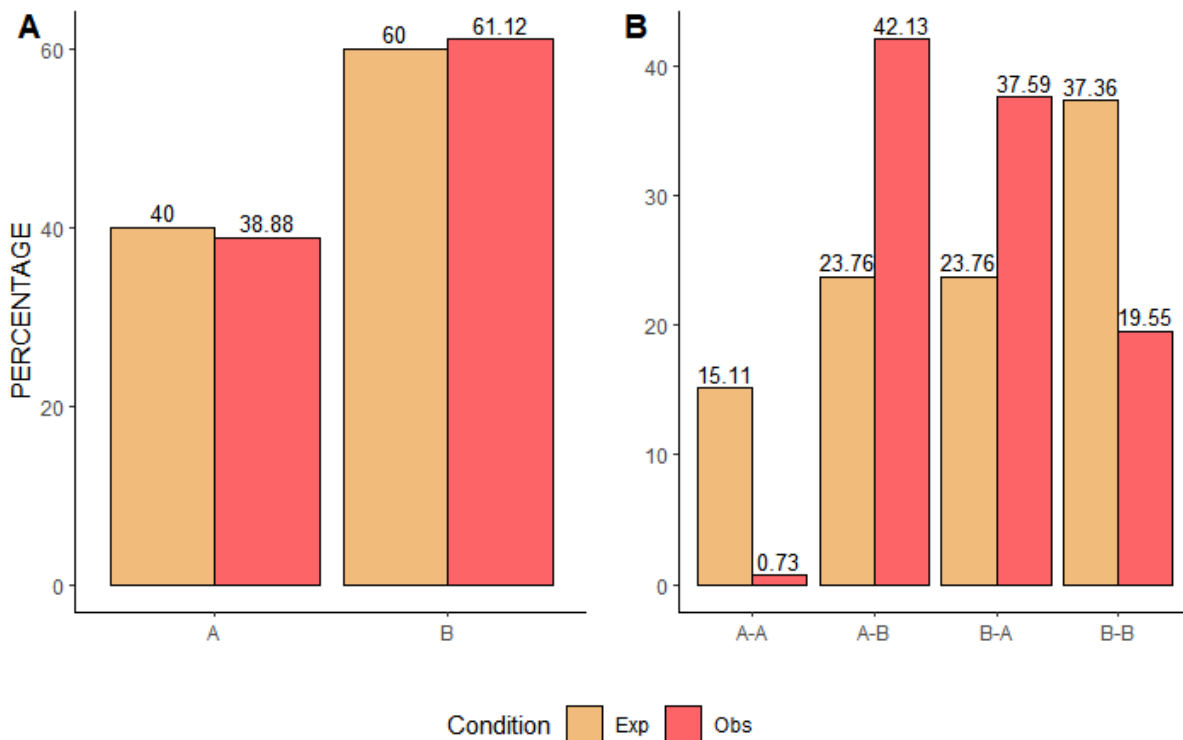 A
B
60
61.12
60
42.13
40
37.59
37.36
30
40
38.88
40
23.76
23.76
PERCENTAGE
20
19.55
20
15.11
10
0.73
0
0
A
B
A-A
A-B
B-A
B-B
Condition
Exp
Obs